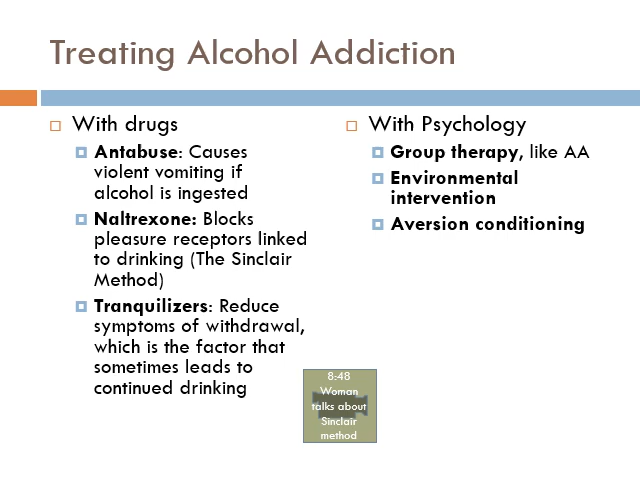 Treating Alcohol Addiction
With drugs
Antabuse: Causes
violent vomiting if
alcohol is ingested
Naltrexone: Blocks
pleasure receptors linked
to drinking (The Sinclair
Method)
Tranquilizers: Reduce
symptoms of withdrawal,
which is the factor that
sometimes leads to
continued drinking
With Psychology
Group therapy, like AA
Environmental
intervention
Aversion conditioning
8:48
Woman
talks about
Sinclair
method